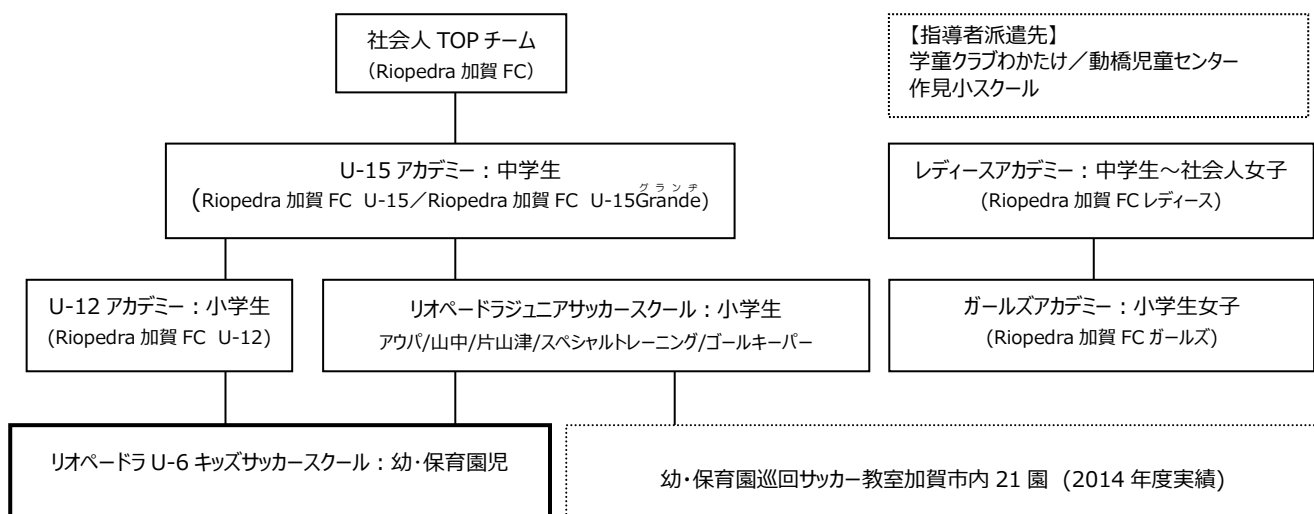 社会人 TOP チーム
（Riopedra 加賀 FC）
【指導者派遣先】
学童クラブわかたけ／動橋児童センター
作見小スクール
U-15 アカデミー：中学生
(Riopedra 加賀 FC U-15／Riopedra 加賀 FC U-15Grande)
グランデ
レディースアカデミー：中学生～社会人女子
(Riopedra 加賀 FC レディース)
U-12 アカデミー：小学生
(Riopedra 加賀 FC U-12)
リオペードラジュニアサッカースクール：小学生
アウパ/山中/片山津/スペシャルトレーニング/ゴールキーパー
ガールズアカデミー：小学生女子
(Riopedra 加賀 FC ガールズ)
リオペードラ U-6 キッズサッカースクール：幼・保育園児
幼・保育園巡回サッカー教室加賀市内 21 園 (2014 年度実績)